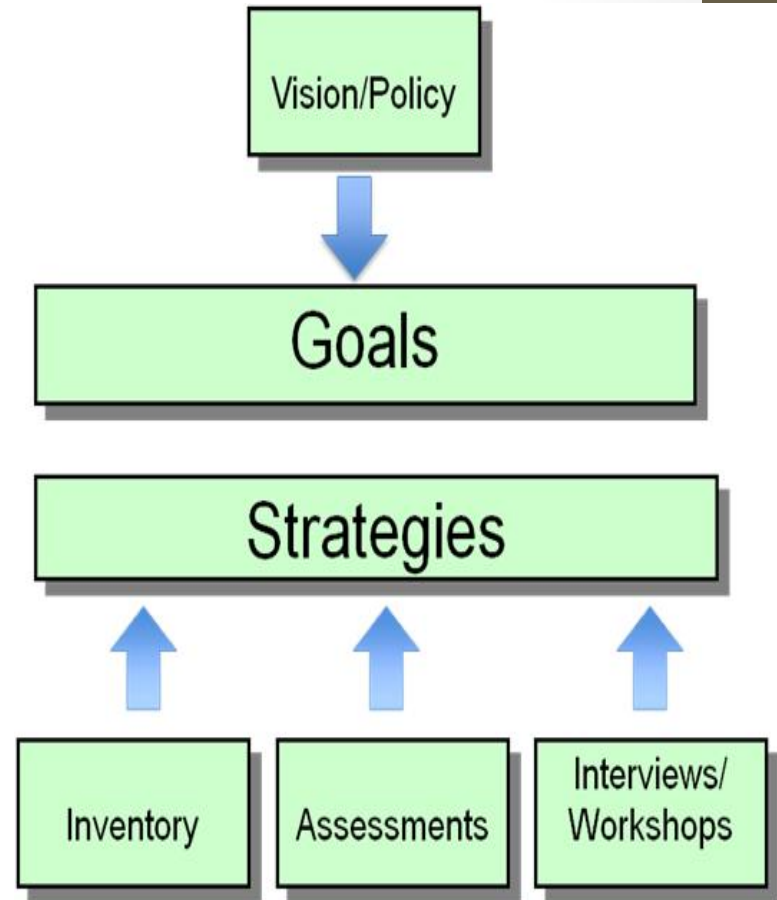 Vision/Policy
Goals
Strategies
Inventory
Assessments
Interviews/
Workshops